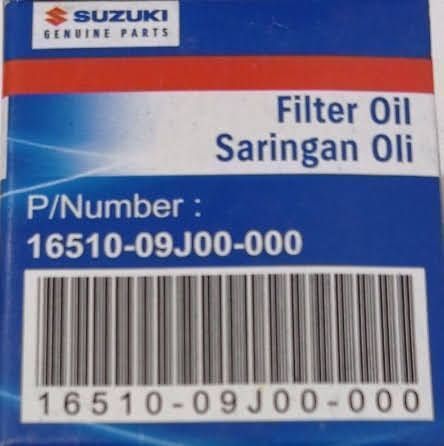 SUZUKI
GENUINE PARTS
Filter Oil
Saringan Oli
P/Number :
16510-09J00-000
16510-09J00-000